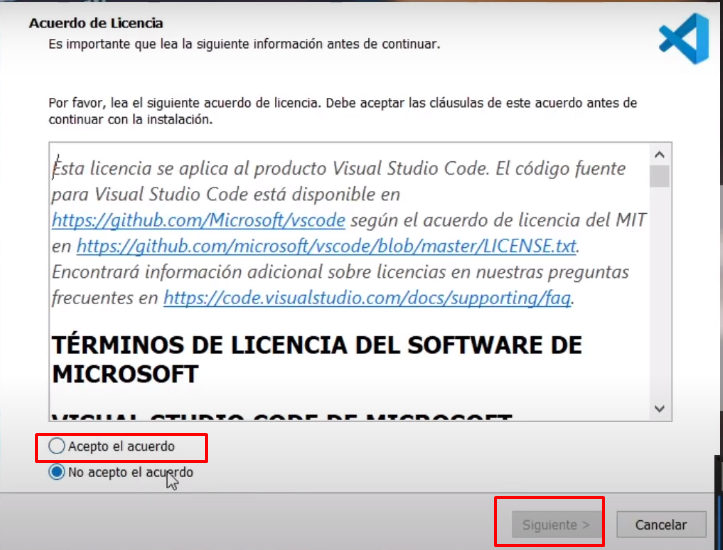 Acuerdo de Licencia
Es importante que lea la siguiente información antes de continuar.
Por favor, lea el siguiente acuerdo de licencia. Debe aceptar las cláusulas de este acuerdo antes de
continuar con la instalación.
Esta licencia se aplica al producto Visual Studio Code. El código fuente
para Visual Studio Code está disponible en
https://github.com/Microsoft/vscode según el acuerdo de licencia del MIT
en https://github.com/microsoft/vscode/blob/master/LICENSE.txt.
Encontrará información adicional sobre licencias en nuestras preguntas
frecuentes en https://code.visualstudio.com/docs/supporting/faq.
TÉRMINOS DE LICENCIA DEL SOFTWARE DE
MICROSOFT
VISUAL STUDIO CODE DE MICROSOFT
Acepto el acuerdo
No acepto el acuerdo
Siguiente >
Cancelar